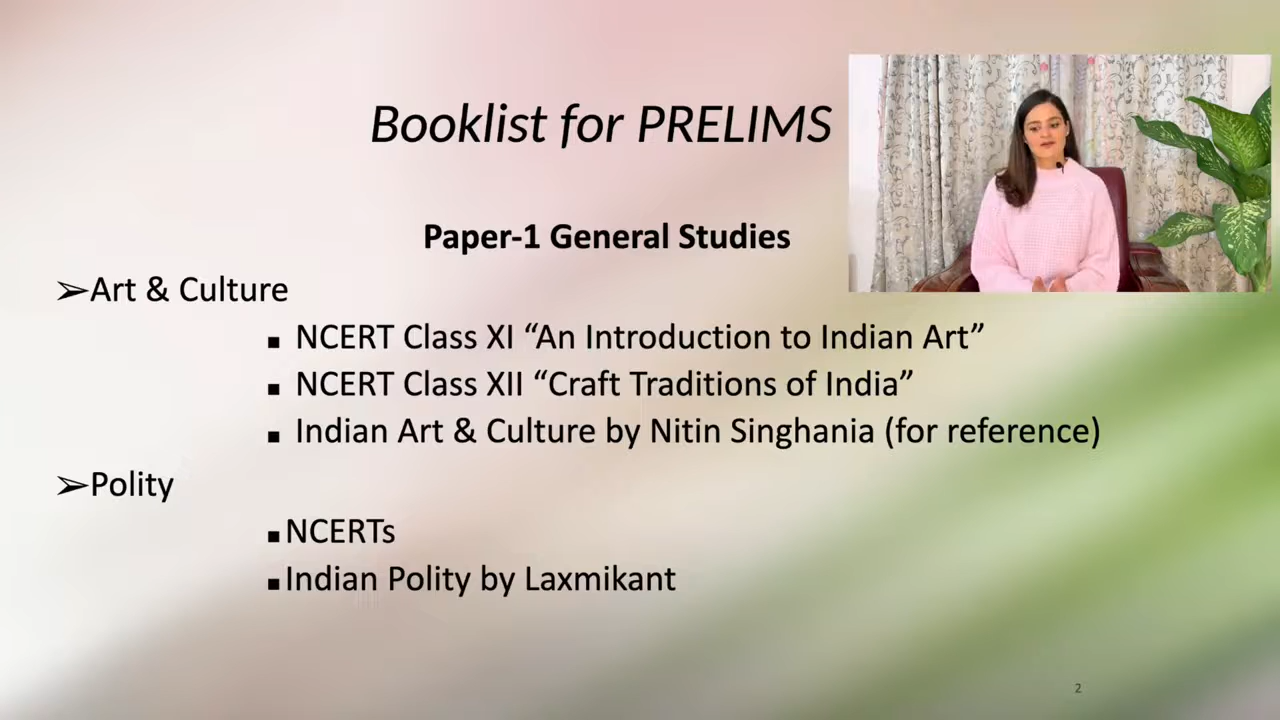 Booklist for PRELIMS
Paper-1 General Studies
➢Art & Culture
▪ NCERT Class XI “An Introduction to Indian Art”
▪ NCERT Class XII “Craft Traditions of India”
▪ Indian Art & Culture by Nitin Singhania (for reference)
➢Polity
▪NCERTs
▪Indian Polity by Laxmikant
2